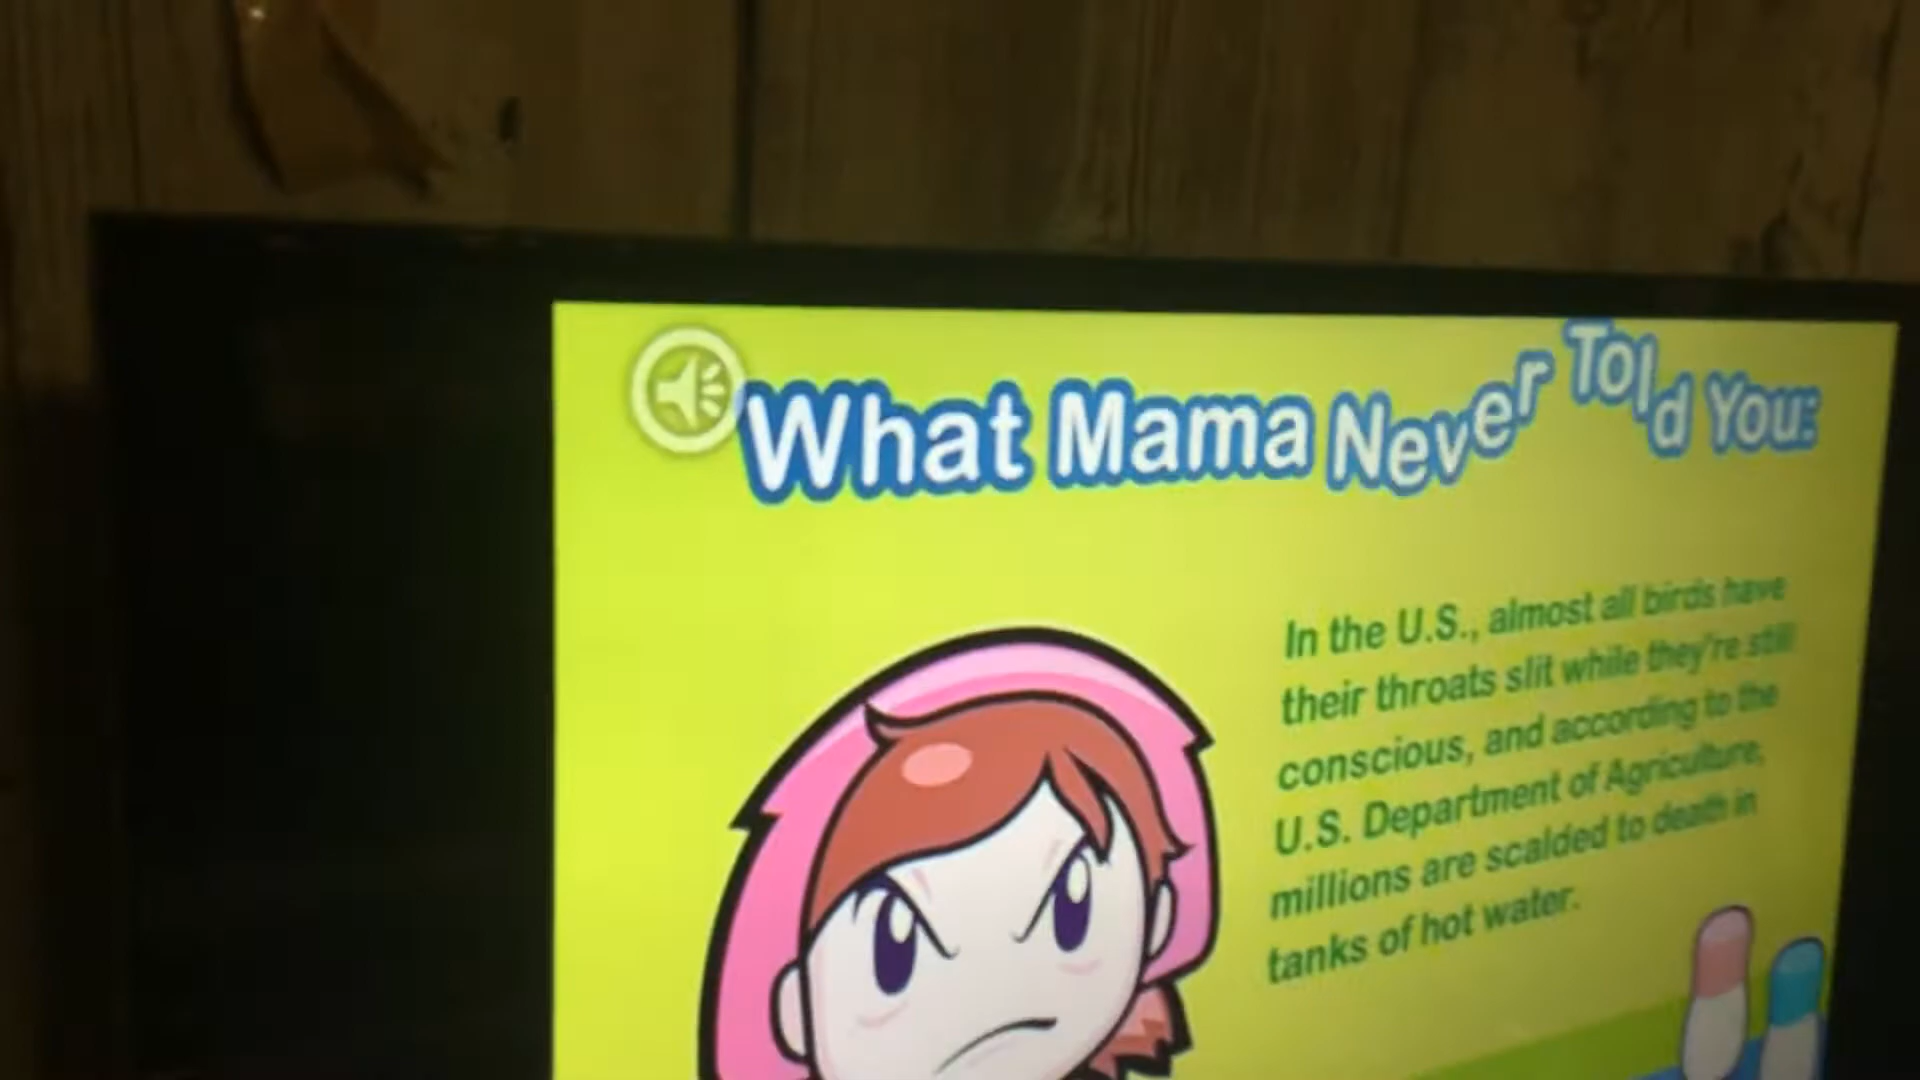 What Mama Never Told You:
In the U.S., almost all birds have
their throats slit while they're still
conscious, and according to the
U.S. Department of Agriculture,
millions are scalded to death in
tanks of hot water.